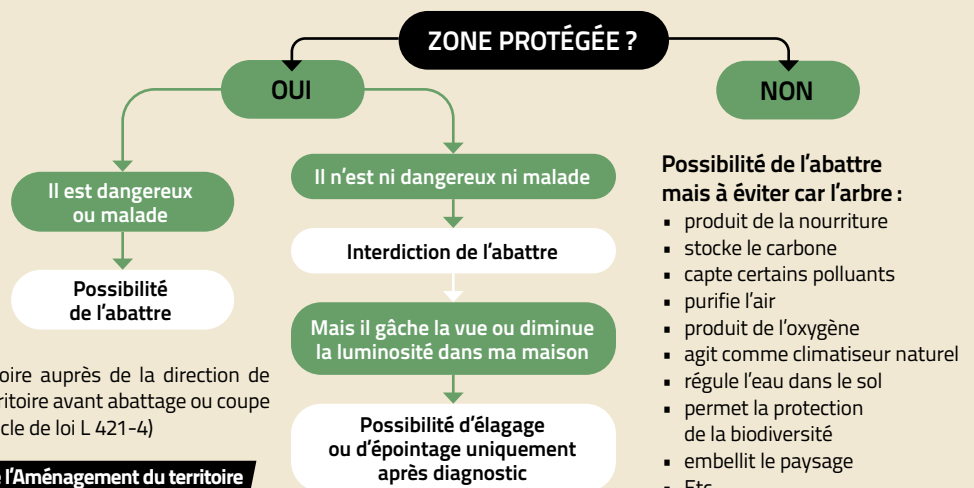 ZONE PROTÉGÉE ?
OUI
NON
Il est dangereux
ou malade
Possibilité
de l'abattre
Il n'est ni dangereux ni malade
Interdiction de l'abattre
Mais il gâche la vue ou diminue
la luminosité dans ma maison
Possibilité d'élagage
ou d'épointage uniquement
après diagnostic
Possibilité de l'abattre
mais à éviter car l'arbre :
▪ produit de la nourriture
▪ stocke le carbone
▪ capte certains polluants
▪ purifie l'air
▪ produit de l'oxygène
▪ agit comme climatiseur naturel
▪ régule l'eau dans le sol
▪ permet la protection
de la biodiversité
▪ embellit le paysage
▪ Etc
auprès de la direction de
avant abattage ou coupe
de loi L 421-4)
l'Aménagement du territoire